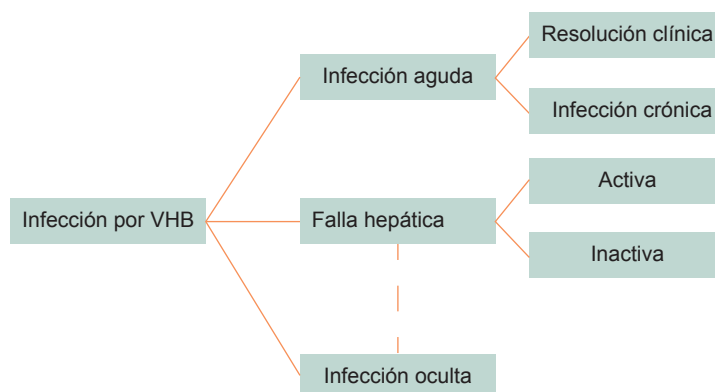 Resolución clínica
Infección aguda
Infección crónica
Activa
Infección por VHB
Falla hepática
Inactiva
Infección oculta